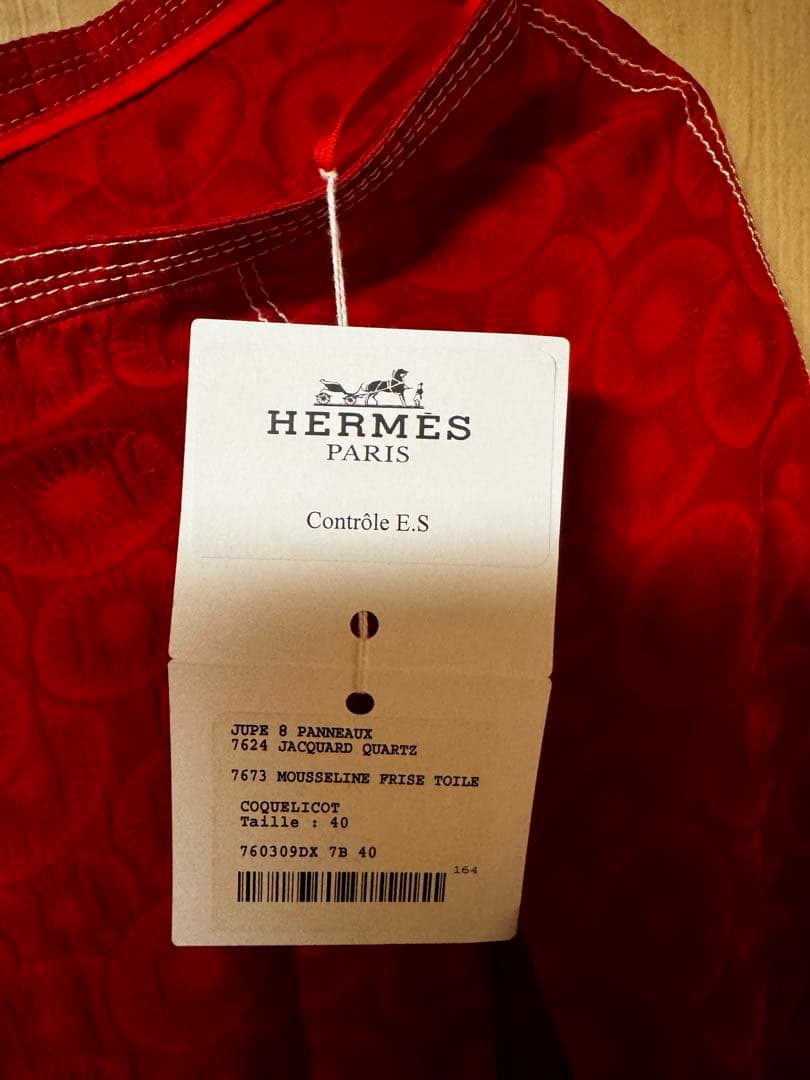 HERMÈS
PARIS
Contrôle E.S
JUPE 8 PANNEAUX
7624 JACQUARD QUARTZ
7673 MOUSSELINE FRISE TOILE
COQUELICOT
Taille : 40
760309DX 7B 40
164